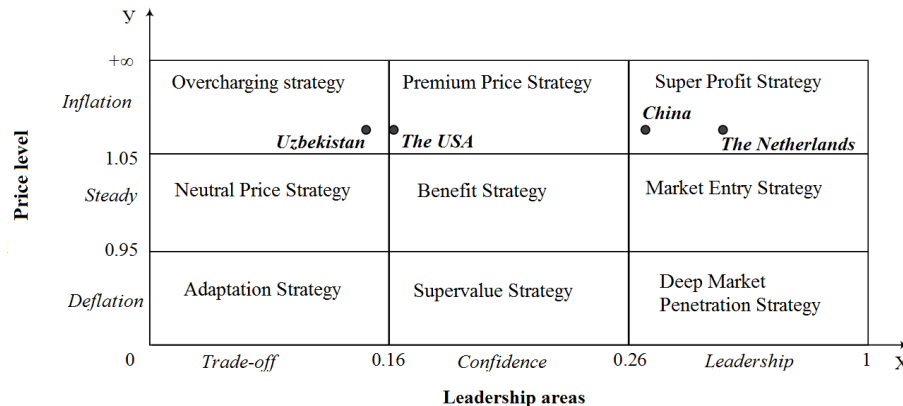 y
+∞
Overcharging strategy Premium Price Strategy Super Profit Strategy
Inflation
China
Uzbekistan The USA The Netherlands
1.05
Price level
Steady
Neutral Price Strategy Benefit Strategy Market Entry Strategy
0.95
Deflation
Adaptation Strategy Supervalue Strategy Deep Market
Penetration Strategy
0 0.16 0.26 1 X
Trade-off Confidence Leadership
Leadership areas